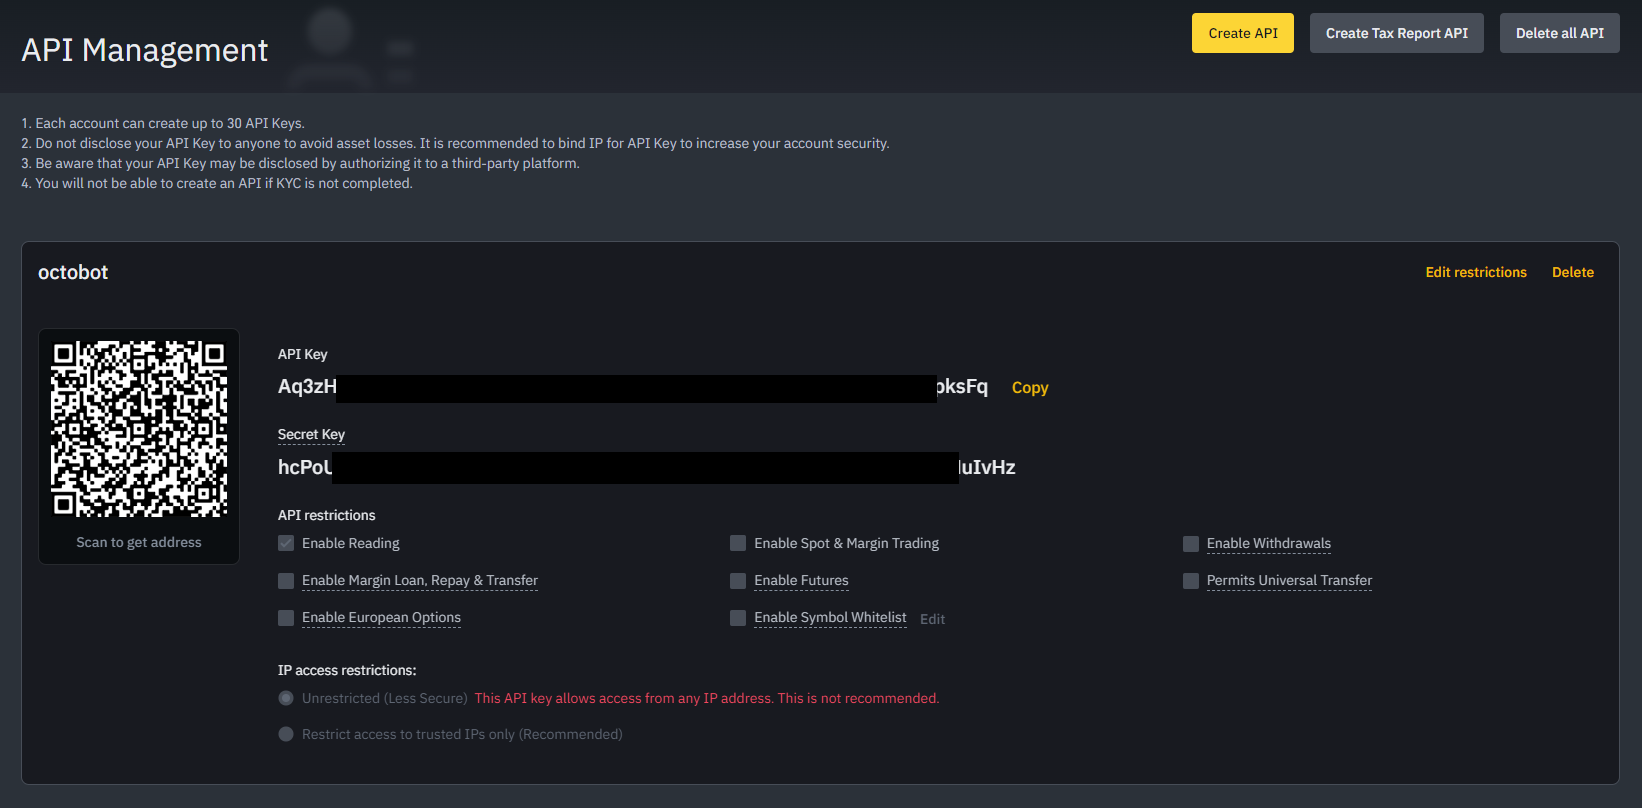 API Management
Create API
Create Tax Report API
Delete all API
1. Each account can create up to 30 API Keys.
2. Do not disclose your API Key to anyone to avoid asset losses. It is recommended to bind IP for API Key to increase your account security.
3. Be aware that your API Key may be disclosed by authorizing it to a third-party platform.
4. You will not be able to create an API if KYC is not completed.
octobot
Edit restrictions
Delete
Scan to get address
API Key
Aq3zH pksFq
Copy
Secret Key
hcPoU uIvHz
API restrictions
Enable Reading
Enable Spot & Margin Trading
Enable Withdrawals
Enable Margin Loan, Repay & Transfer
Enable Futures
Permits Universal Transfer
Enable European Options
Enable Symbol Whitelist
Edit
IP access restrictions:
Unrestricted (Less Secure) This API key allows access from any IP address. This is not recommended.
Restrict access to trusted IPs only (Recommended)